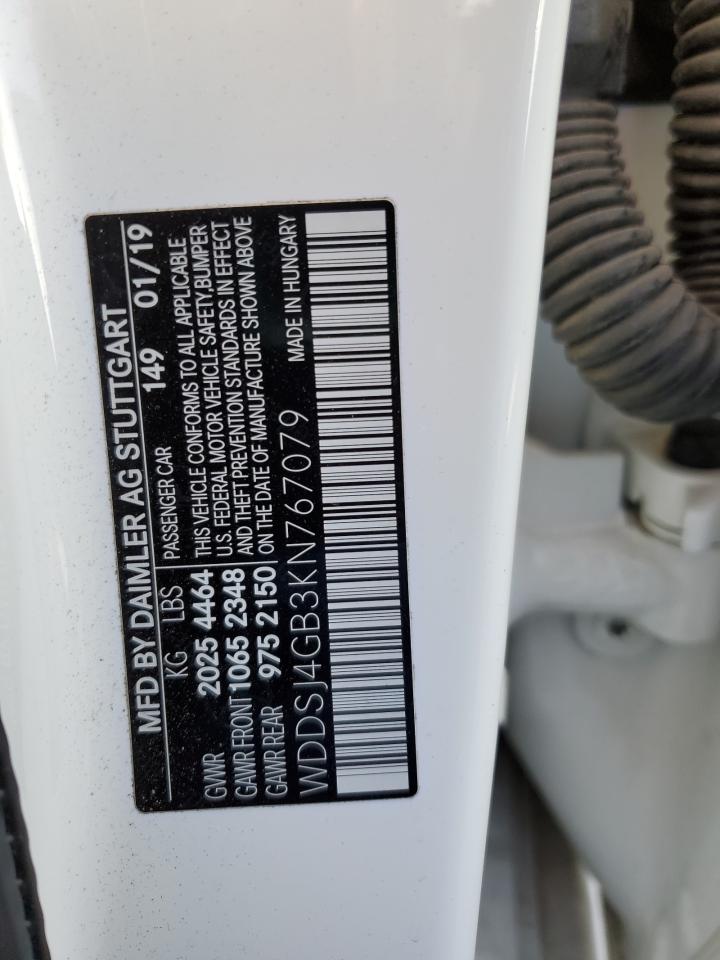 MFD BY DAIMLER AG STUTTGART
KG LBS PASSENGER CAR 149 01/19
GVWR 2025 4464 THIS VEHICLE CONFORMS TO ALL APPLICABLE
GAWR FRONT 1065 2348 U.S. FEDERAL MOTOR VEHICLE SAFETY,BUMPER
GAWR REAR 975 2150 AND THEFT PREVENTION STANDARDS IN EFFECT
ON THE DATE OF MANUFACTURE SHOWN ABOVE
WDDSJ4GB3KN767079 MADE IN HUNGARY